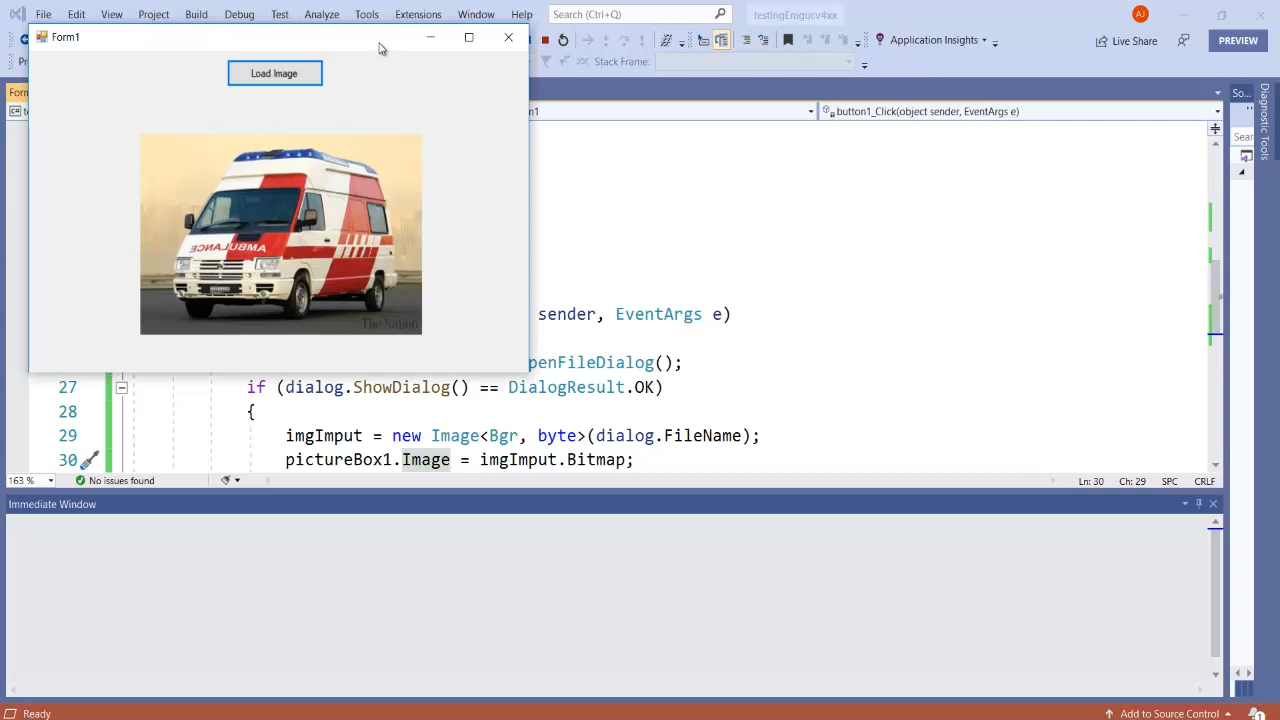 File Edit View Project Build Debug Test Analyze Tools Extensions Window Help Search (Ctrl+Q) testingEmgucv4xx AJ
Form1
Application Insights Live Share PREVIEW
Stack Frame:
Load Image
button1_Click(object sender, EventArgs e)
So...
Diagnostic Tools
Sear
AMBULANCE
The Nation
sender, EventArgs e)
penFileDialog();
27 if (dialog.ShowDialog() == DialogResult.OK)
28 {
29 imgImput = new Image<Bgr, byte>(dialog.FileName);
30 pictureBox1.Image = imgImput.Bitmap;
163 % No issues found Ln: 30 Ch: 29 SPC CRLF
Immediate Window
Ready Add to Source Control 1